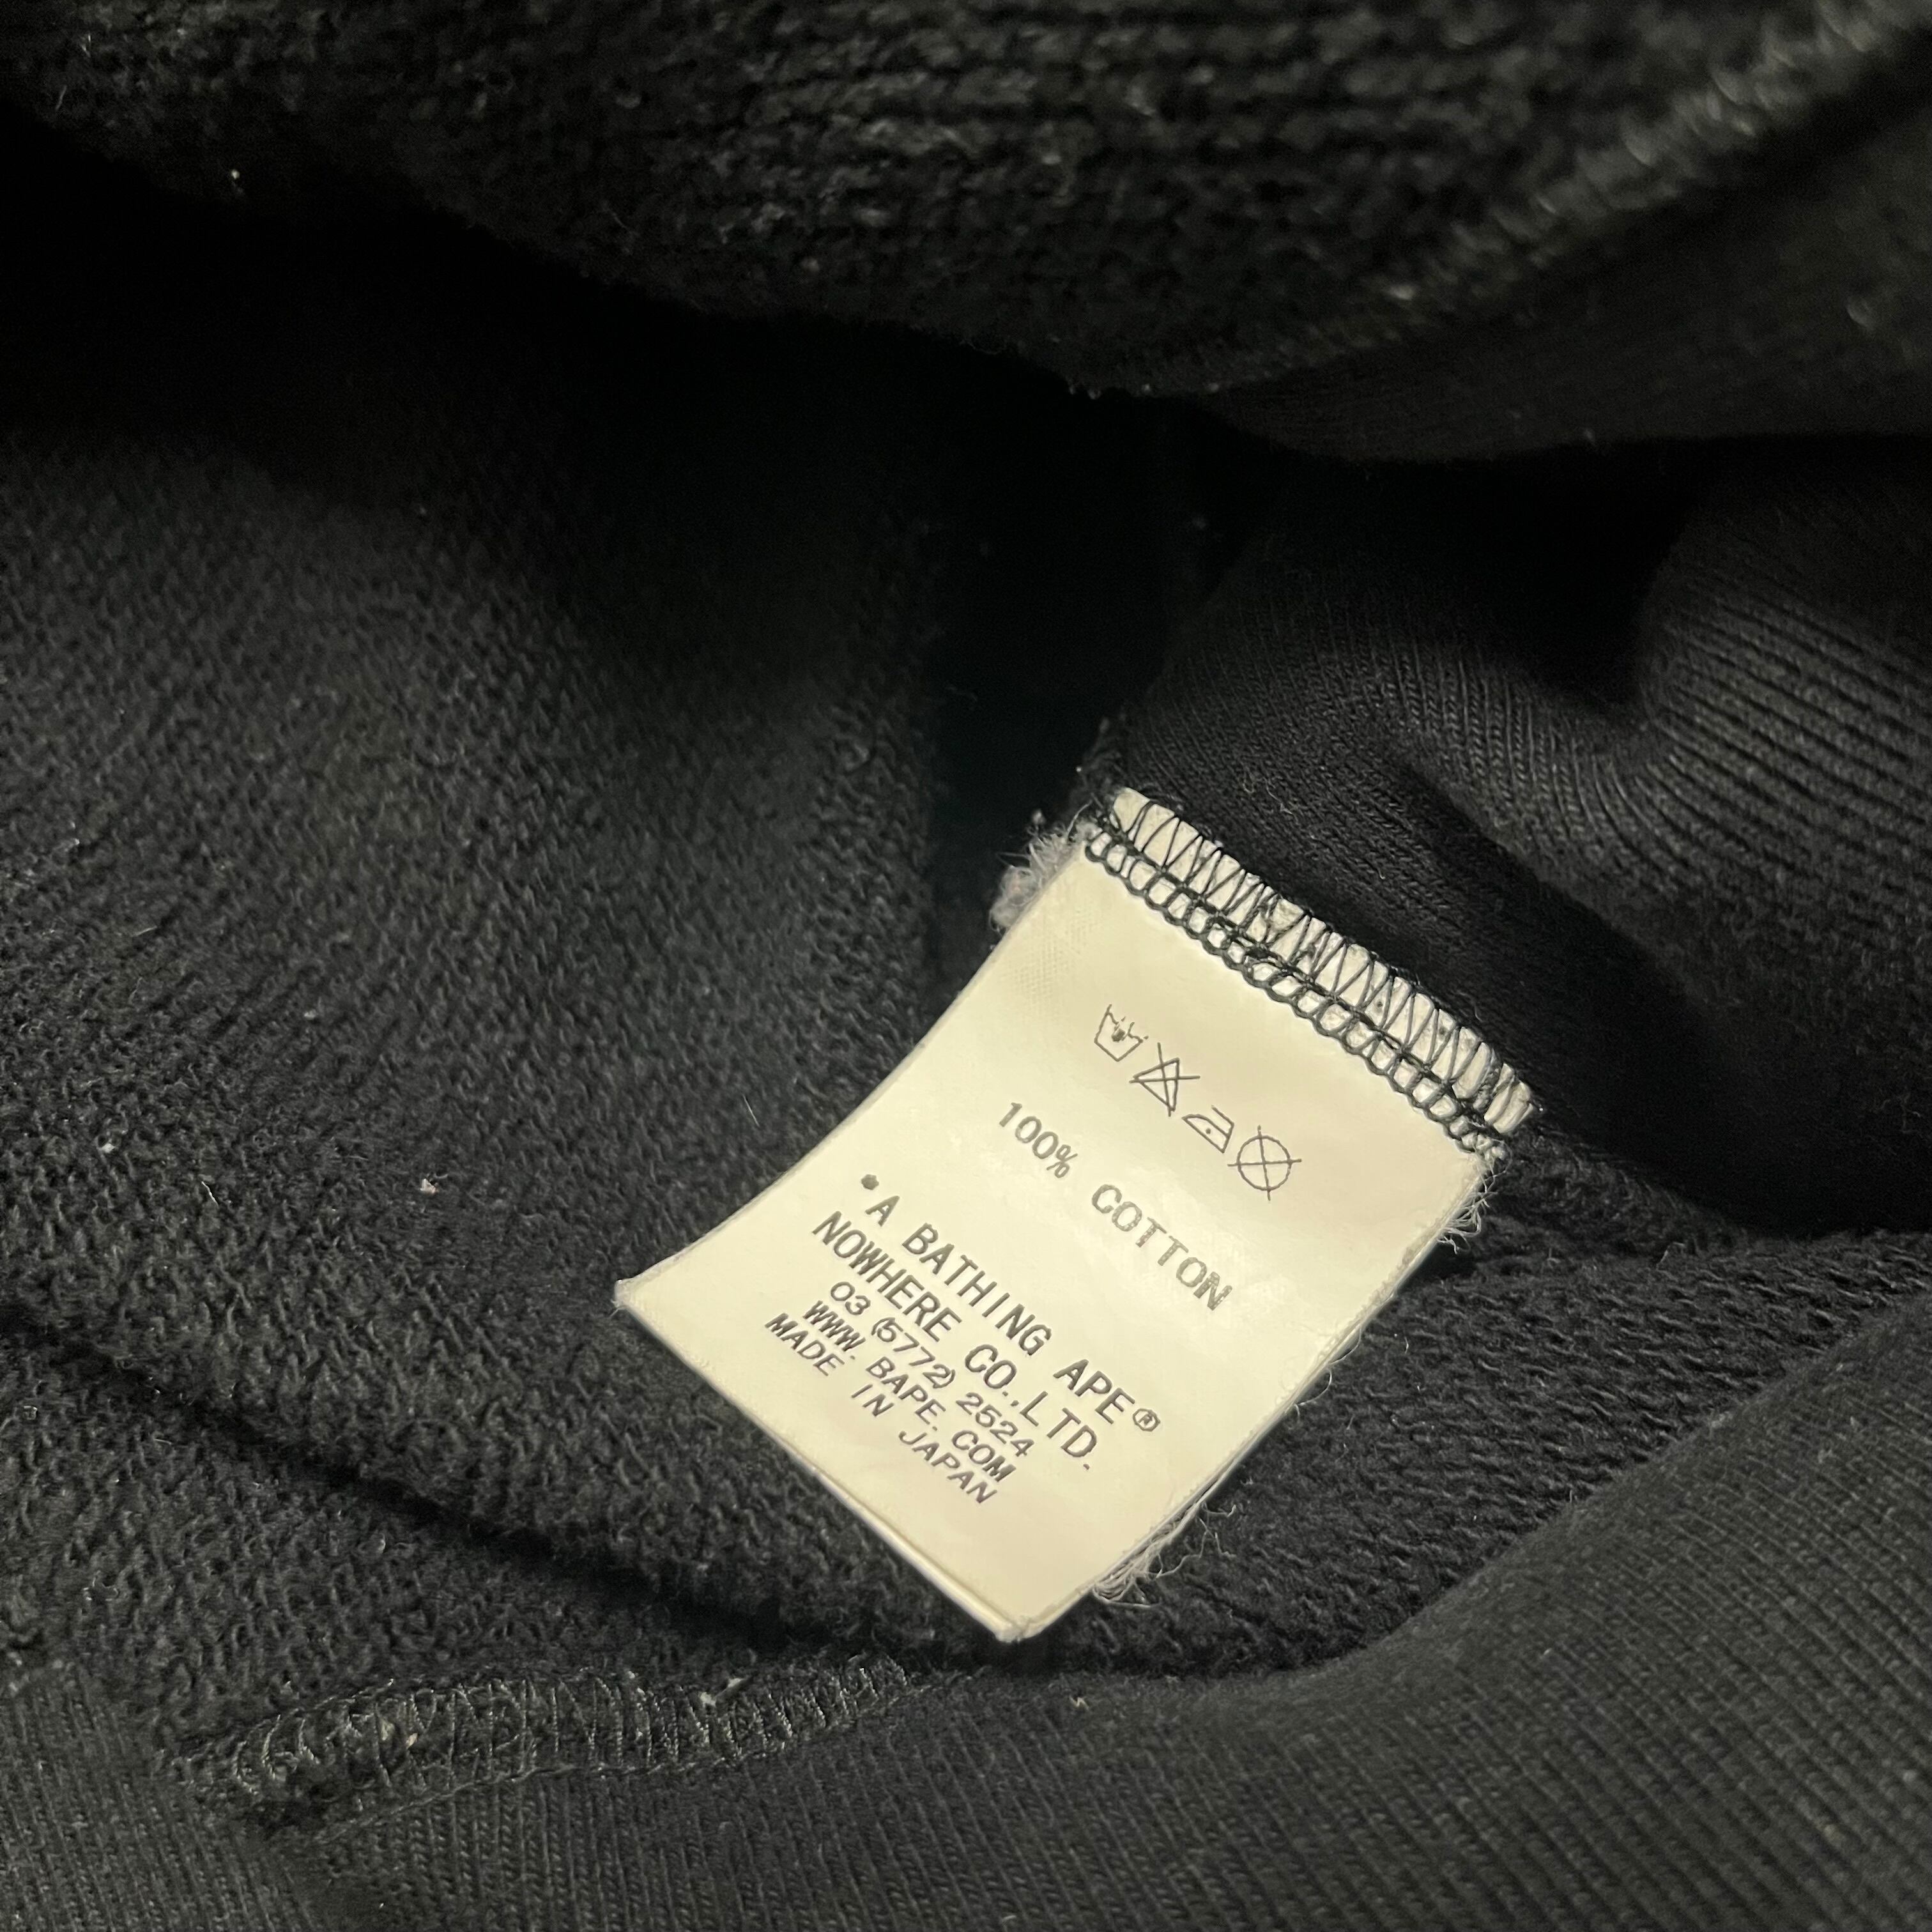 100% COTTON
•A BATHING APE®
NOWHERE CO.,LTD.
03 (5772) 2524
WWW. BAPE. COM
MADE IN JAPAN